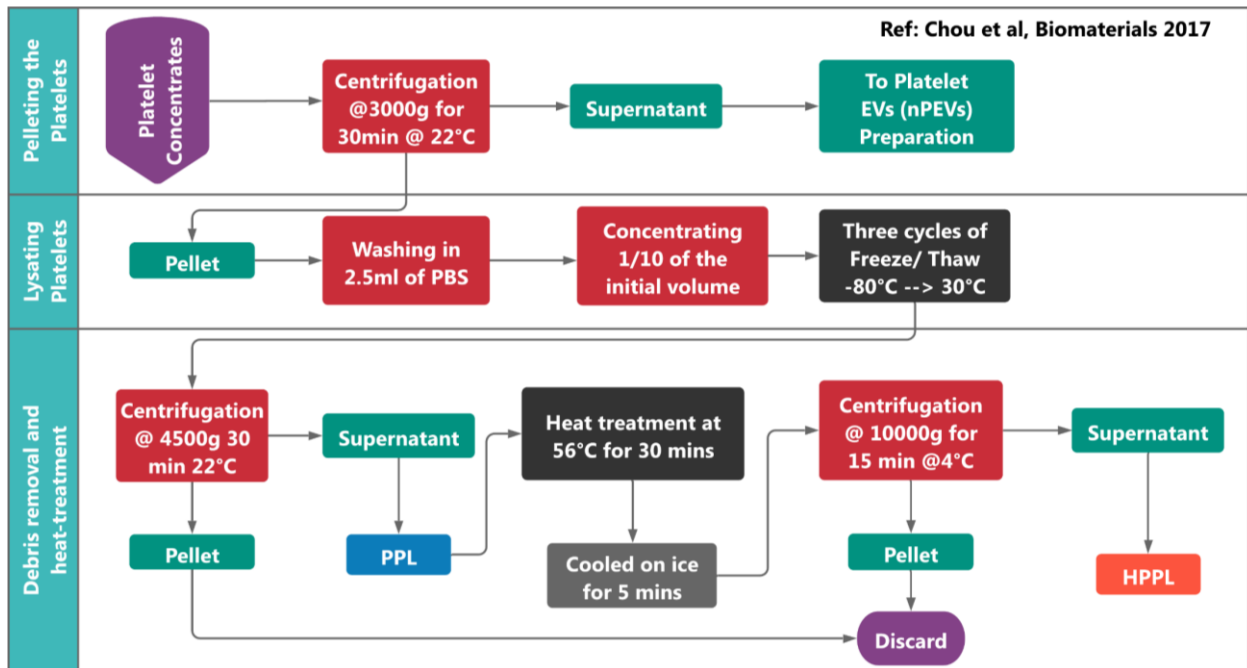 Ref: Chou et al, Biomaterials 2017
Pelleting the
Platelets
Platelet
Concentrates
Centrifugation
@3000g for
30min @ 22°C
Supernatant
To Platelet
EVs (nPEVs)
Preparation
Lysating
Platelets
Pellet
Washing in
2.5ml of PBS
Concentrating
1/10 of the
initial volume
Three cycles of
Freeze/ Thaw
-80°C --> 30°C
Debris removal and
heat-treatment
Centrifugation
@ 4500g 30
min 22°C
Supernatant
Heat treatment at
56°C for 30 mins
Centrifugation
@ 10000g for
15 min @4°C
Supernatant
Pellet
PPL
Cooled on ice
for 5 mins
Pellet
HPPL
Discard